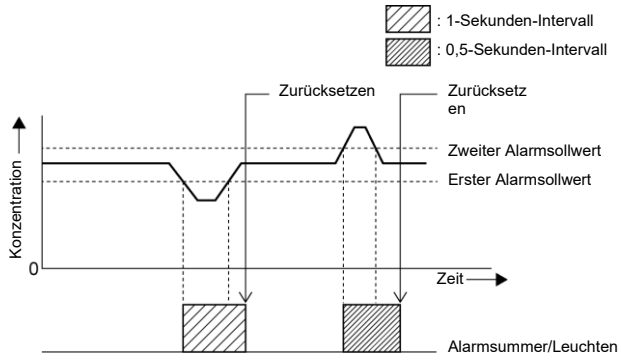 : 1-Sekunden-Intervall
: 0,5-Sekunden-Intervall
Zurücksetzen
Zurücksetz
en
Zweiter Alarmsollwert
Erster Alarmsollwert
Konzentration
0
Zeit
Alarmsummer/Leuchten